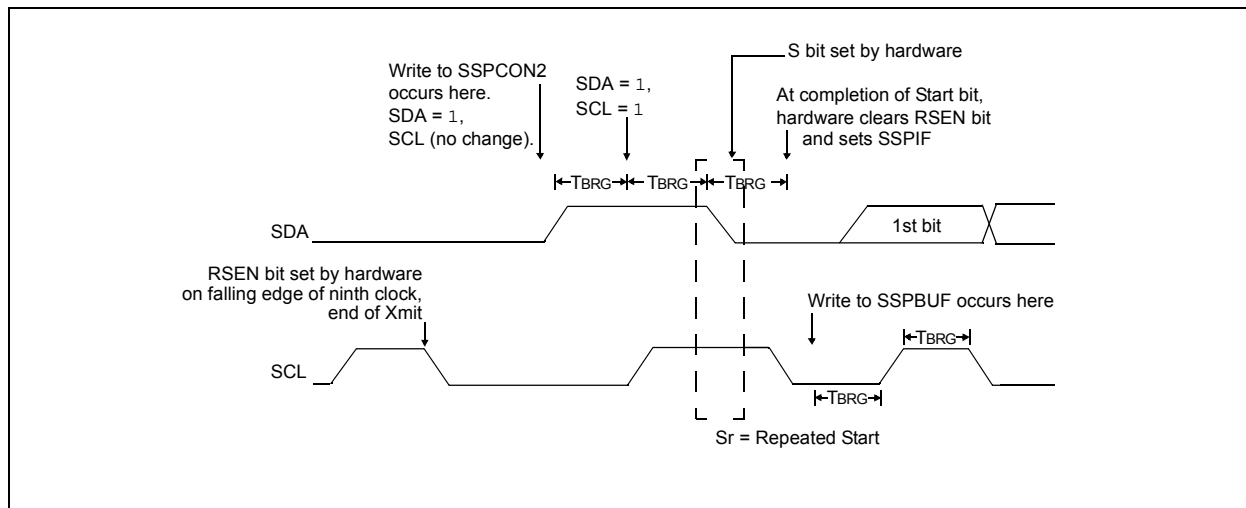 S bit set by hardware
Write to SSPCON2
occurs here.
SDA = 1,
SCL (no change).
SDA = 1,
SCL = 1
At completion of Start bit,
hardware clears RSEN bit
and sets SSPIF
TBRG
TBRG
TBRG
SDA
1st bit
RSEN bit set by hardware
on falling edge of ninth clock,
end of Xmit
Write to SSPBUF occurs here
TBRG
SCL
TBRG
Sr = Repeated Start